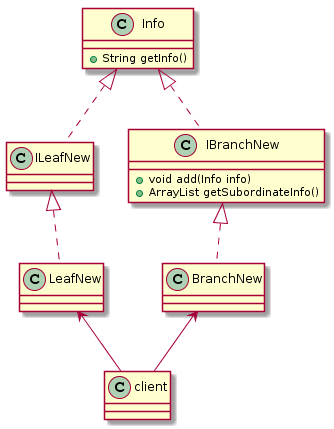 C Info
String getInfo()
C ILeafNew
C IBranchNew
void add(Info info)
ArrayList getSubordinateInfo()
C LeafNew
C BranchNew
C client